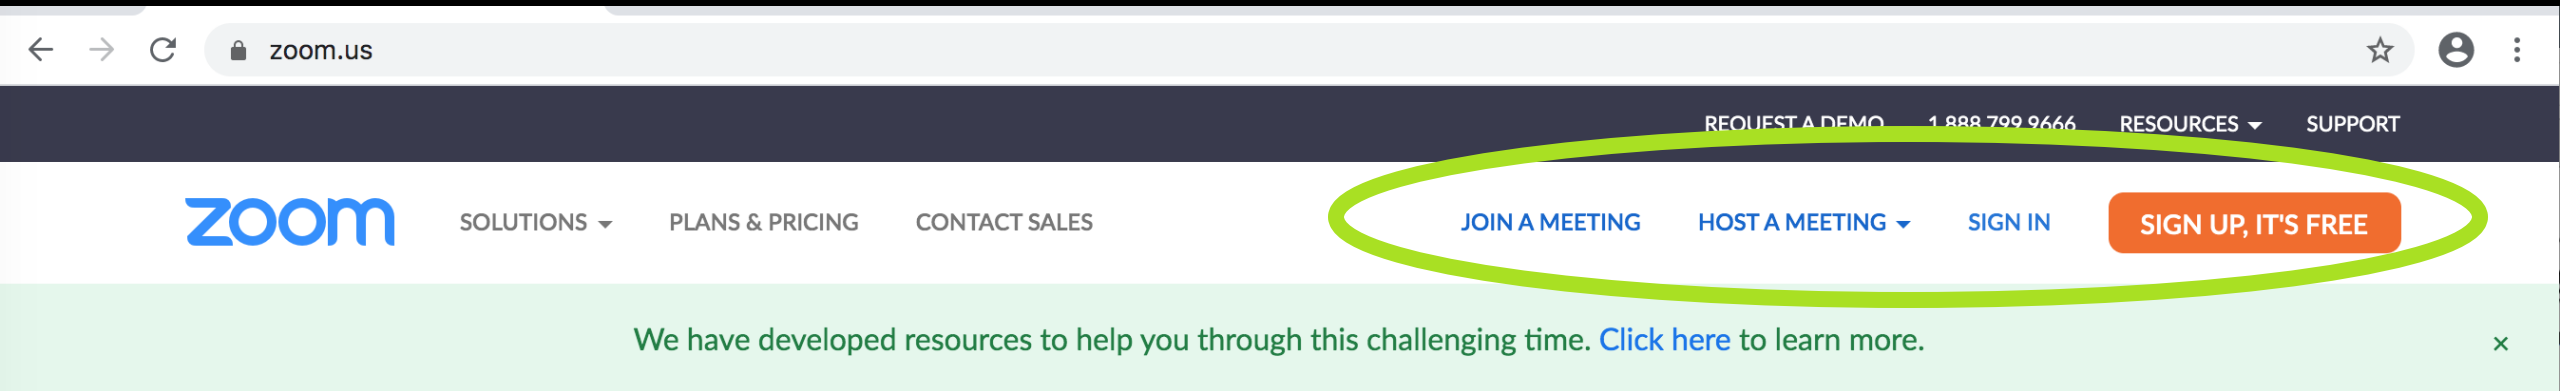 zoom.us
REQUEST A DEMO 1.888.799.9666 RESOURCES SUPPORT
zoom SOLUTIONS PLANS & PRICING CONTACT SALES JOIN A MEETING HOST A MEETING SIGN IN SIGN UP, IT'S FREE
We have developed resources to help you through this challenging time. Click here to learn more.